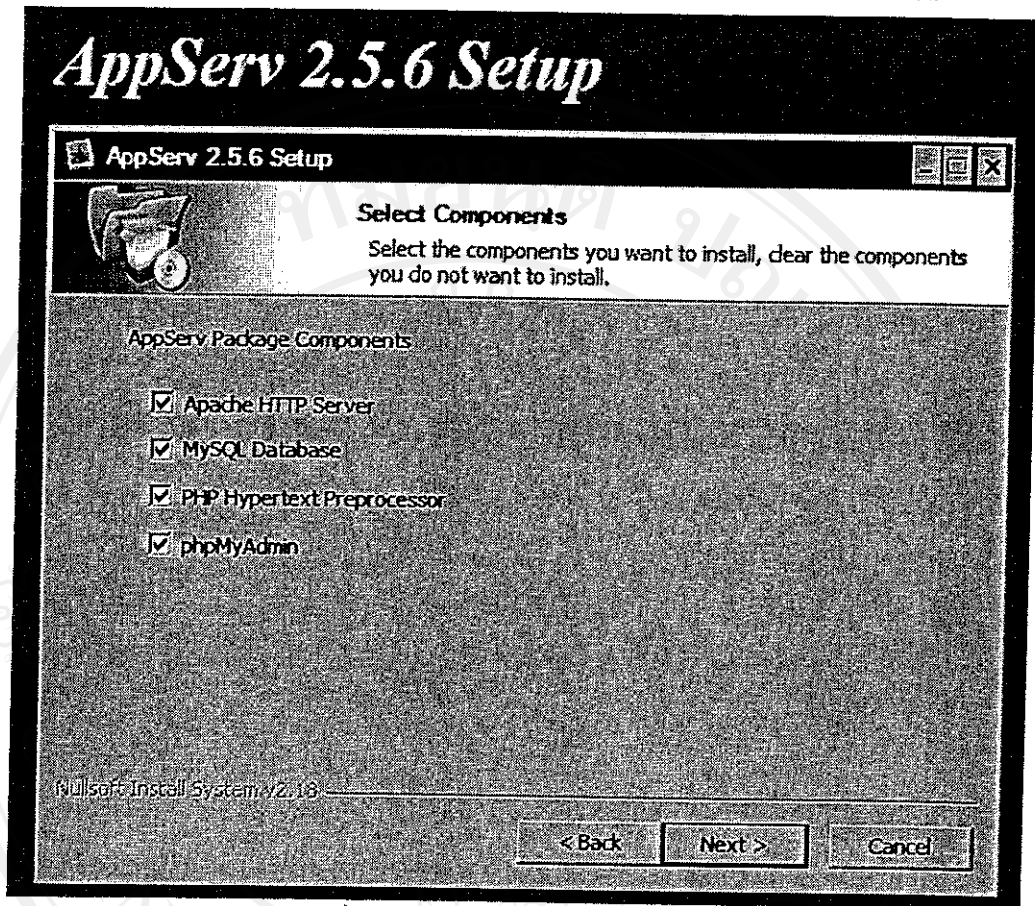 AppServ 2.5.6 Setup
AppServ 2.5.6 Setup
Select Components
Select the components you want to install, clear the components
you do not want to install.
AppServ Package Components
Apache HTTP Server
MySQL Database
PHP Hypertext Preprocessor
phpMyAdmin
Nullsoft Install System v2.18
< Back
Next >
Cancel